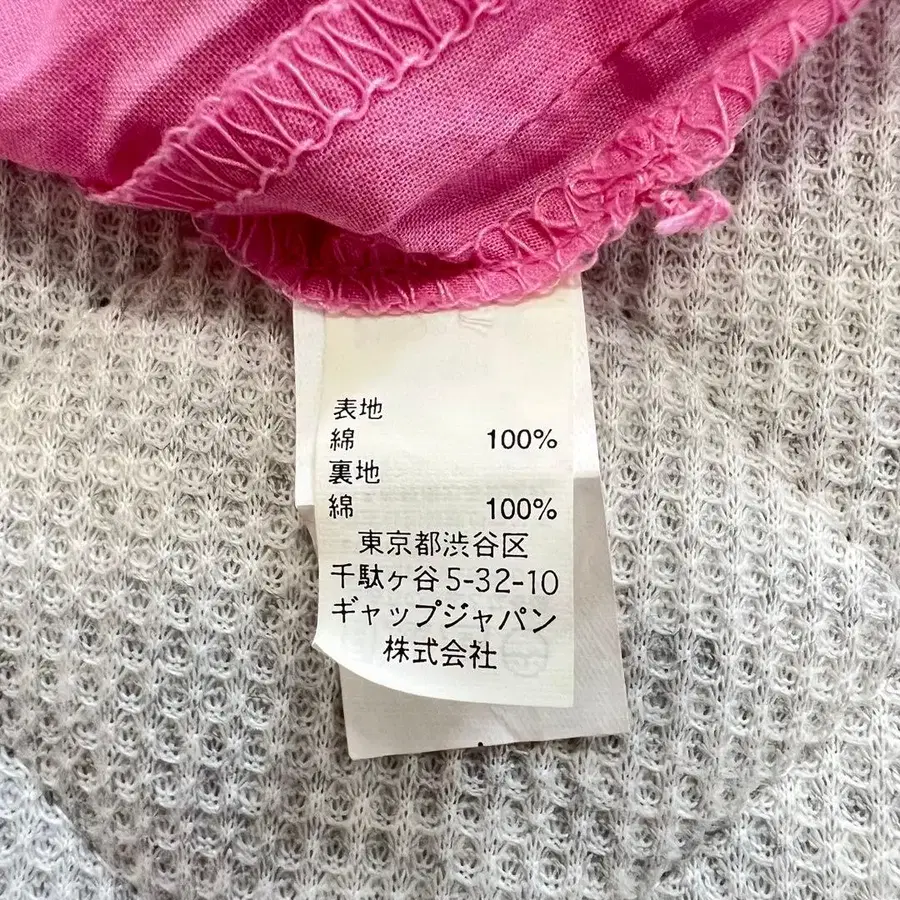 表地
綿 100%
裏地
綿 100%
東京都渋谷区
千駄ヶ谷5-32-10
ギャップジャパン
株式会社